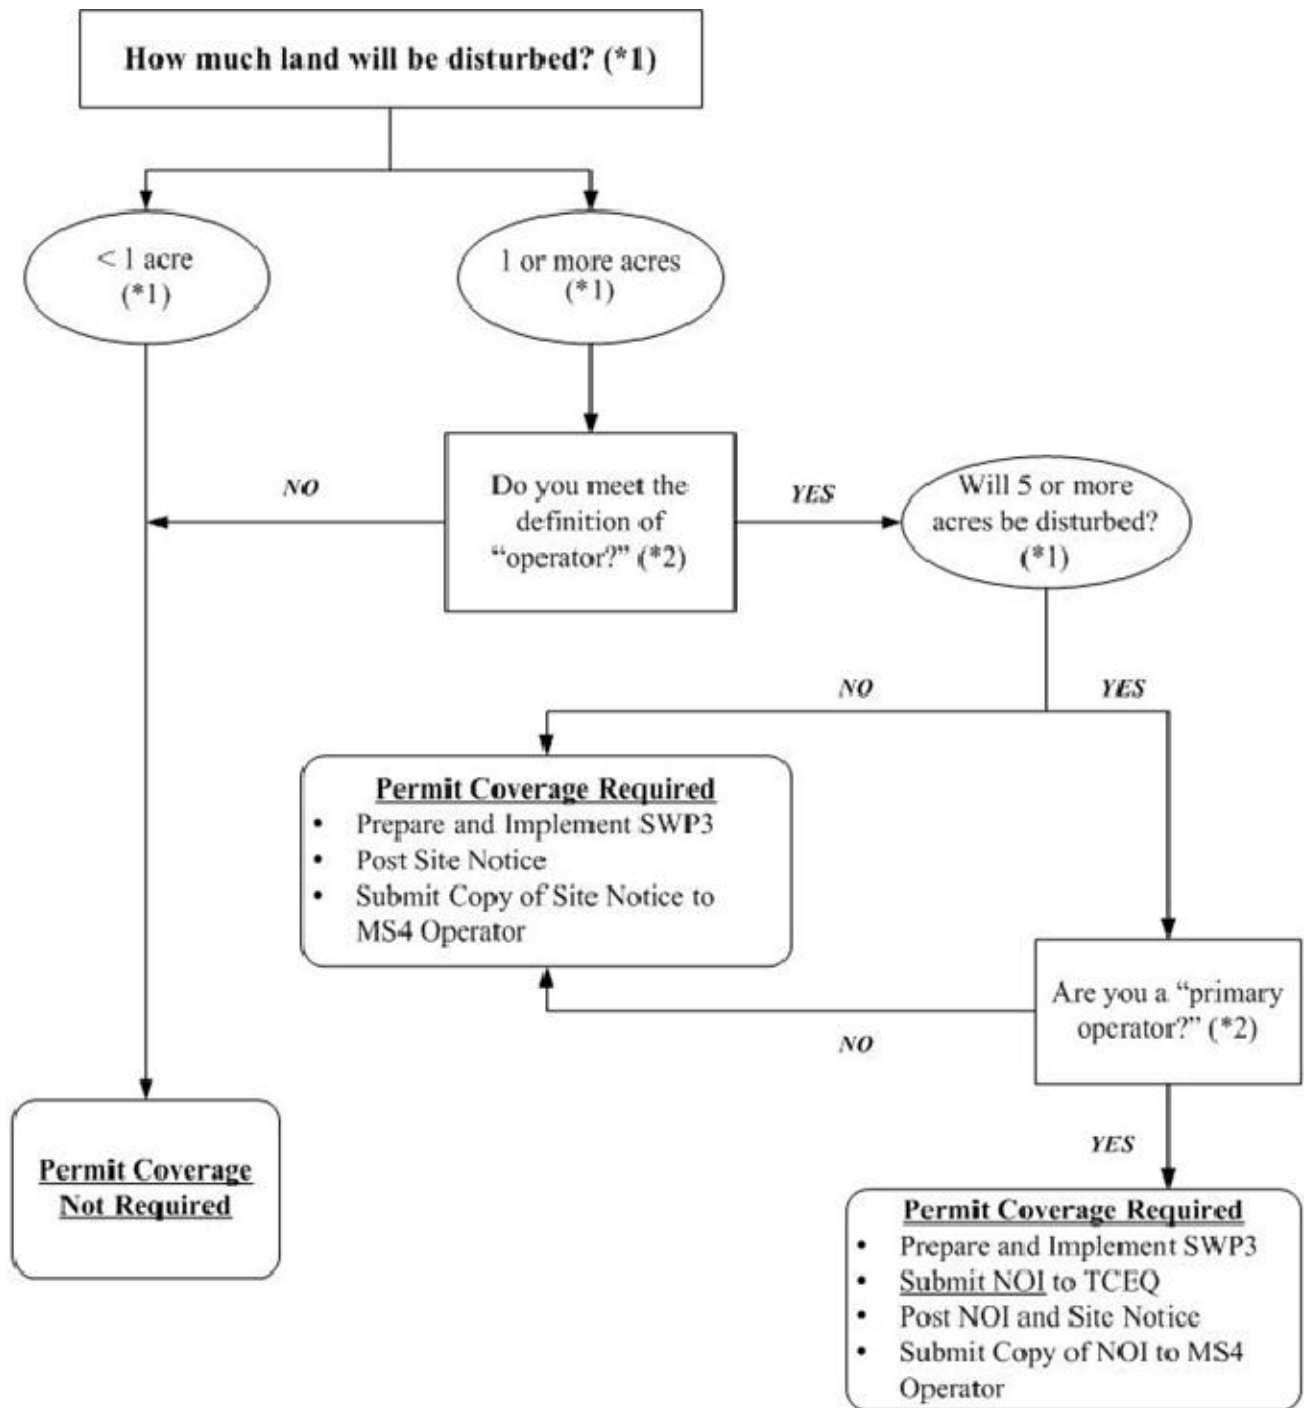 How much land will be disturbed? (*1)
< 1 acre
(*1)
1 or more acres
(*1)
NO
Do you meet the
definition of
“operator?” (*2)
YES
Will 5 or more
acres be disturbed?
(*1)
NO
YES
Permit Coverage Required
• Prepare and Implement SWP3
• Post Site Notice
• Submit Copy of Site Notice to
MS4 Operator
Are you a “primary
operator?” (*2)
NO
YES
Permit Coverage
Not Required
Permit Coverage Required
• Prepare and Implement SWP3
• Submit NOI to TCEQ
• Post NOI and Site Notice
• Submit Copy of NOI to MS4
Operator